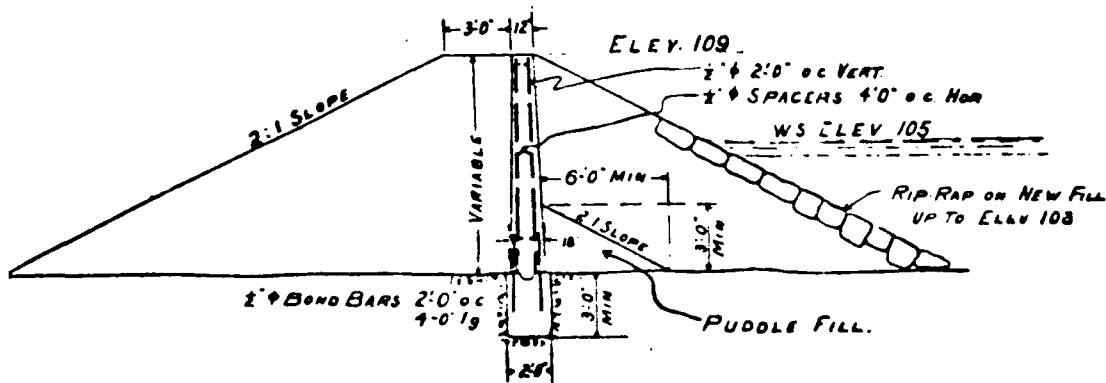 3'-0"
12"
ELEV. 109
½" ϕ 2'-0" o c VERT.
½" ϕ SPACERS 4'0" o.c. HOR
2:1 SLOPE
WS ELEV 105
VARIABLE
6'-0" MIN
RIP-RAP ON NEW FILL
UP TO ELEV 108
2:1 SLOPE
3'-0"
MIN
18
½" ϕ BOND BARS 2'-0" o c
4-0" lg
3'-0"
MIN
PUDDLE FILL.